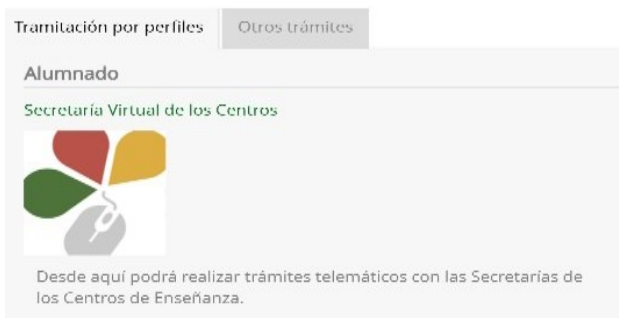 Tramitación por perfiles
Otros trámites
Alumnado
Secretaría Virtual de los Centros
Desde aquí podrá realizar trámites telemáticos con las Secretarías de
los Centros de Enseñanza.